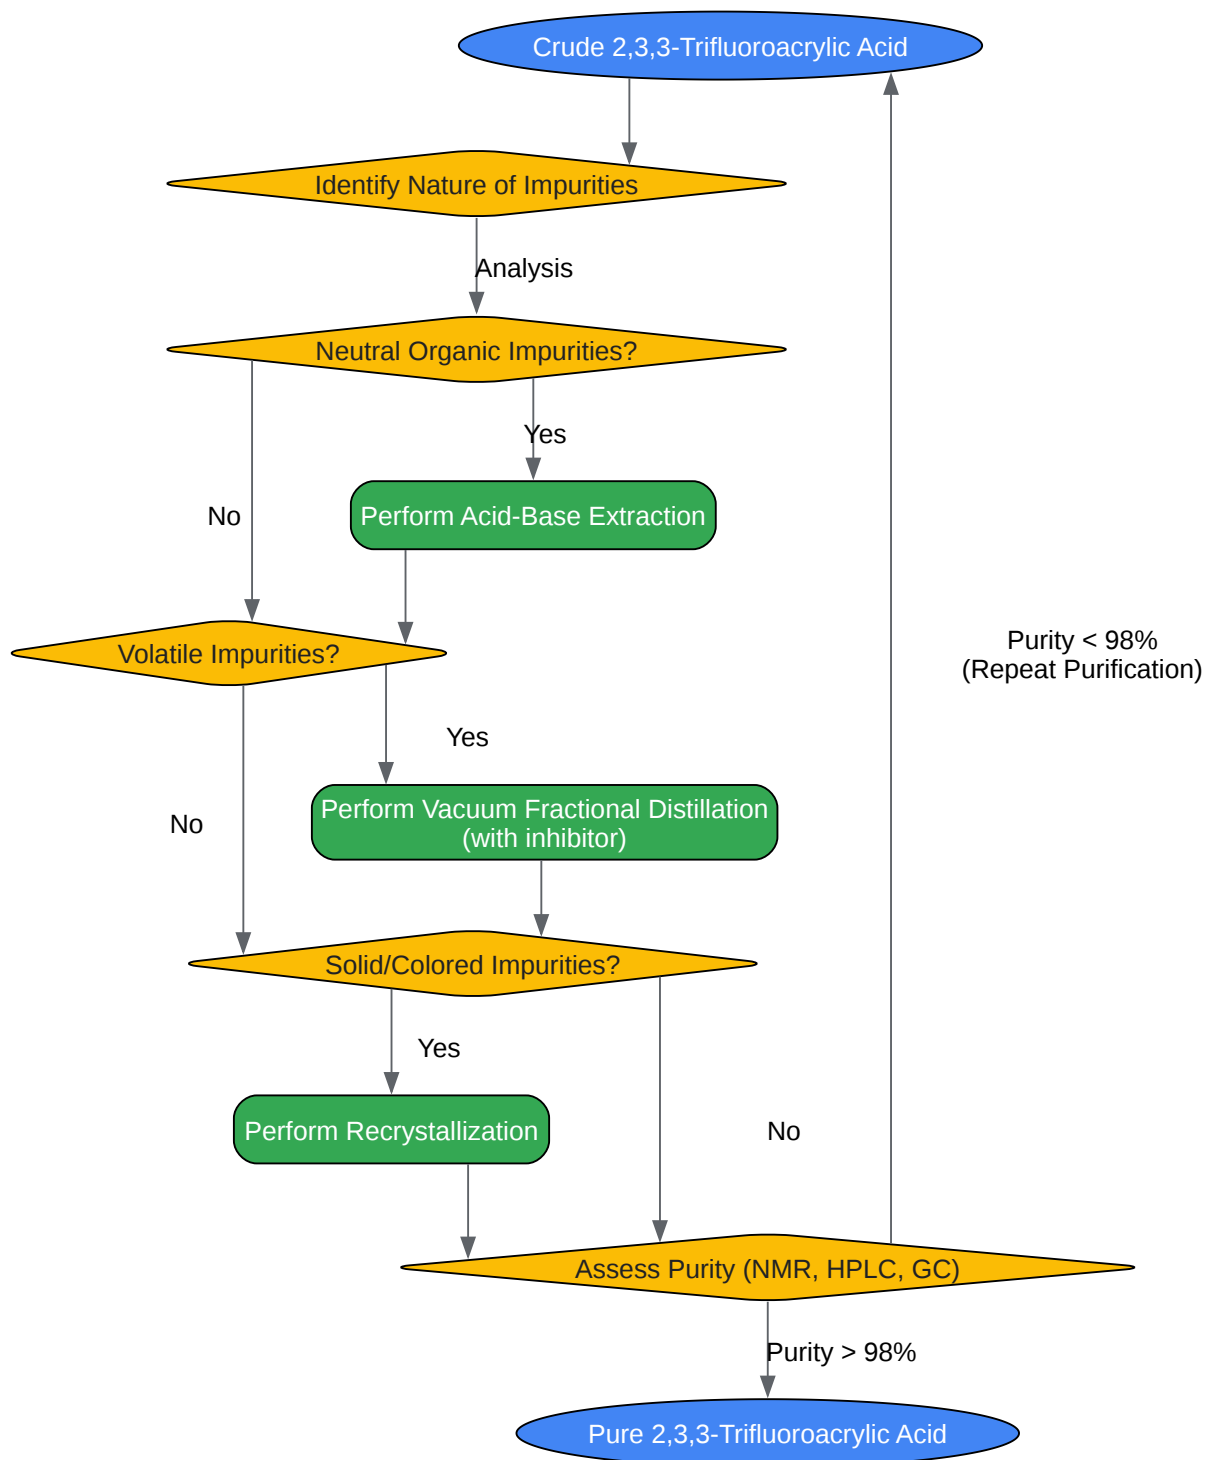 Crude 2,3,3-Trifluoroacrylic Acid
Identify Nature of Impurities
Analysis
Neutral Organic Impurities?
Yes
No
Perform Acid-Base Extraction
Purity < 98%
(Repeat Purification)
Volatile Impurities?
Yes
Perform Vacuum Fractional Distillation
(with inhibitor)
No
Solid/Colored Impurities?
Yes
Perform Recrystallization
No
Assess Purity (NMR, HPLC, GC)
Purity > 98%
Pure 2,3,3-Trifluoroacrylic Acid